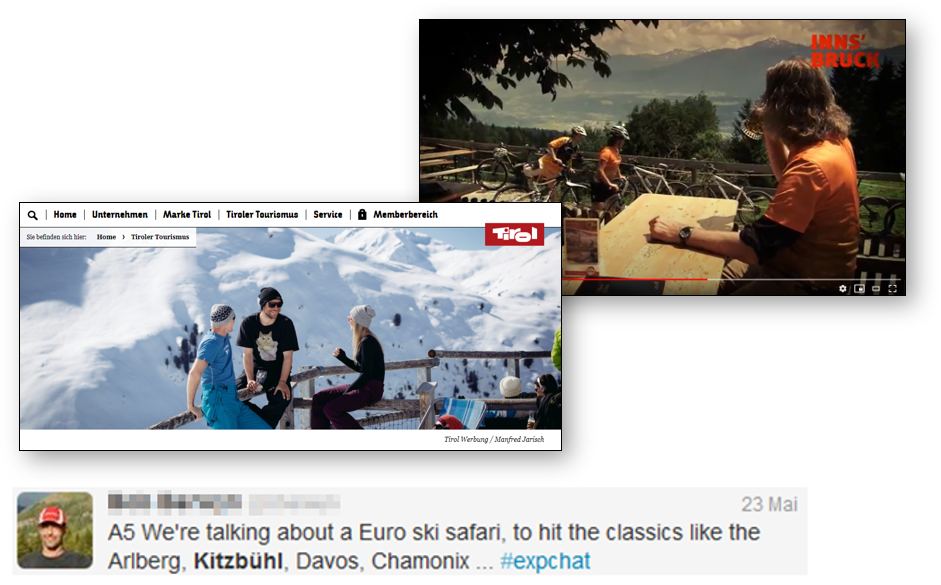 INNS'
BRUCK
Home | Unternehmen | Marke Tirol | Tiroler Tourismus | Service | Memberbereich
Sie befinden sich hier: Home › Tiroler Tourismus
Tirol
Tirol Werbung / Manfred Jarisch
23 Mai
A5 We're talking about a Euro ski safari, to hit the classics like the
Arlberg, Kitzbühl, Davos, Chamonix ... #expchat